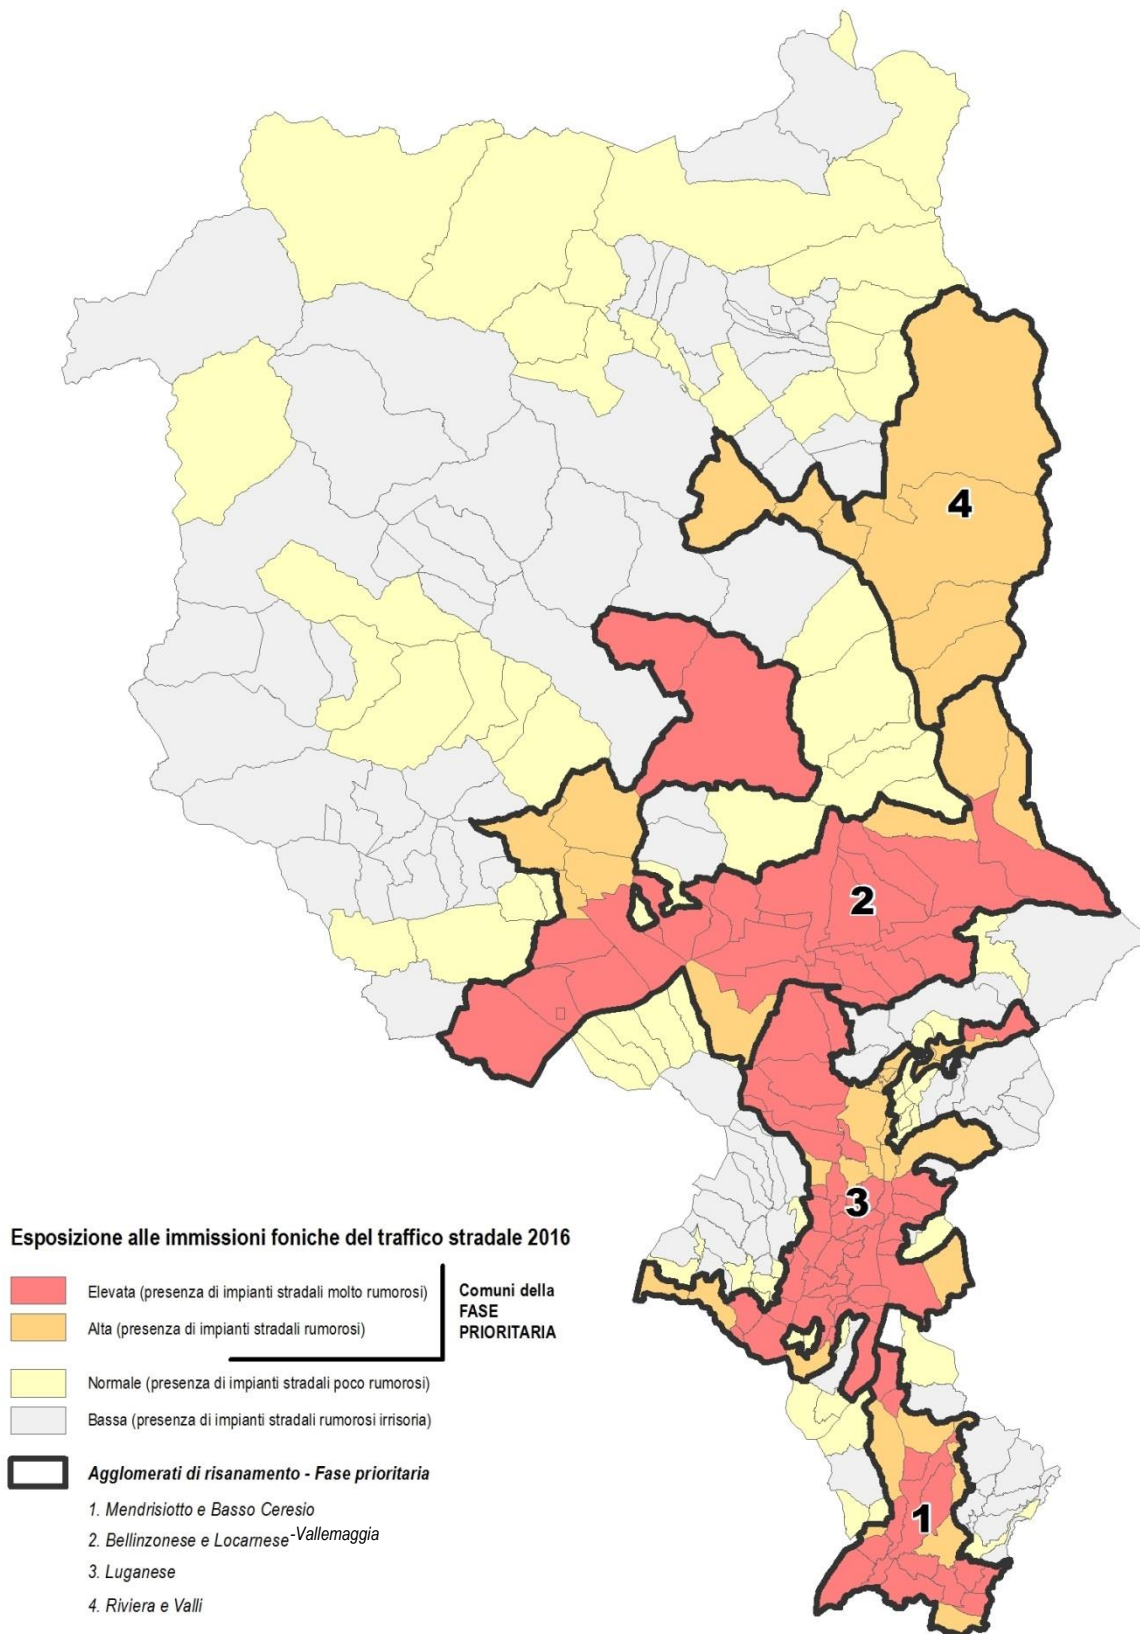 4
2
3
1
Esposizione alle immissioni foniche del traffico stradale 2016
Elevata (presenza di impianti stradali molto rumorosi)
Alta (presenza di impianti stradali rumorosi)
Comuni della
FASE
PRIORITARIA
Normale (presenza di impianti stradali poco rumorosi)
Bassa (presenza di impianti stradali rumorosi irrisoria)
Agglomerati di risanamento - Fase prioritaria
1. Mendrisiotto e Basso Ceresio
2. Bellinzonese e Locarnese-Vallemaggia
3. Luganese
4. Riviera e Valli